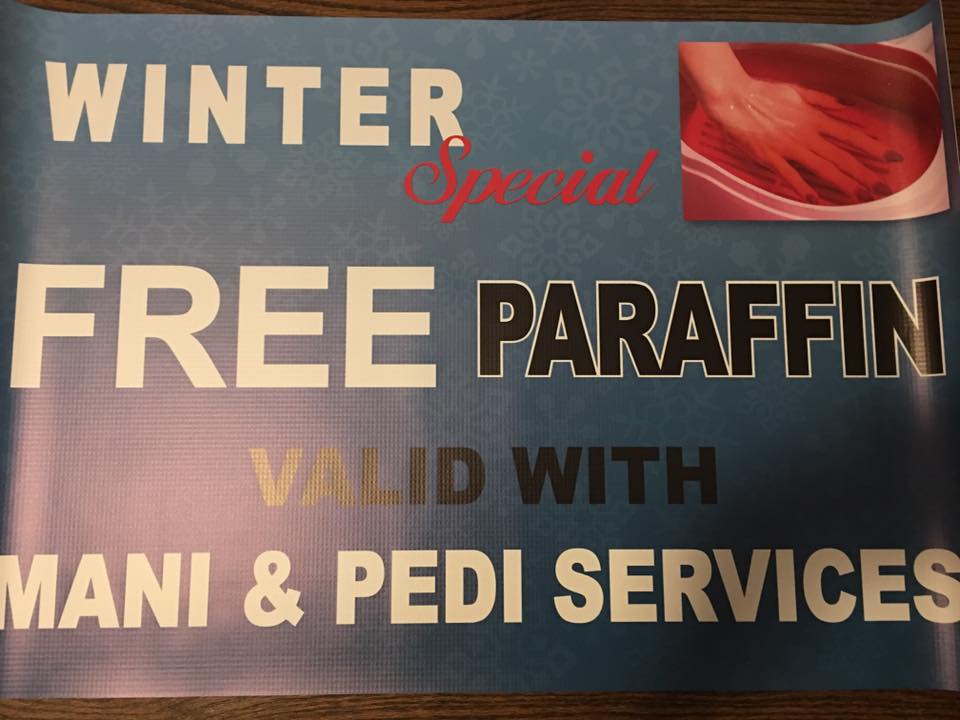 WINTER
Special
FREE PARAFFIN
VALID WITH
MANI & PEDI SERVICES